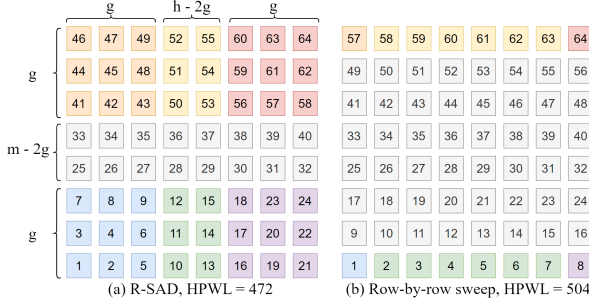 g h - 2g g
46 47 49 52 55 60 63 64 57 58 59 60 61 62 63 64
g 44 45 48 51 54 59 61 62 49 50 51 52 53 54 55 56
41 42 43 50 53 56 57 58 41 42 43 44 45 46 47 48
33 34 35 36 37 38 39 40 33 34 35 36 37 38 39 40
m - 2g
25 26 27 28 29 30 31 32 25 26 27 28 29 30 31 32
7 8 9 12 15 18 23 24 17 18 19 20 21 22 23 24
g 3 4 6 11 14 17 20 22 9 10 11 12 13 14 15 16
1 2 5 10 13 16 19 21 1 2 3 4 5 6 7 8
(a) R-SAD, HPWL = 472 (b) Row-by-row sweep, HPWL = 504